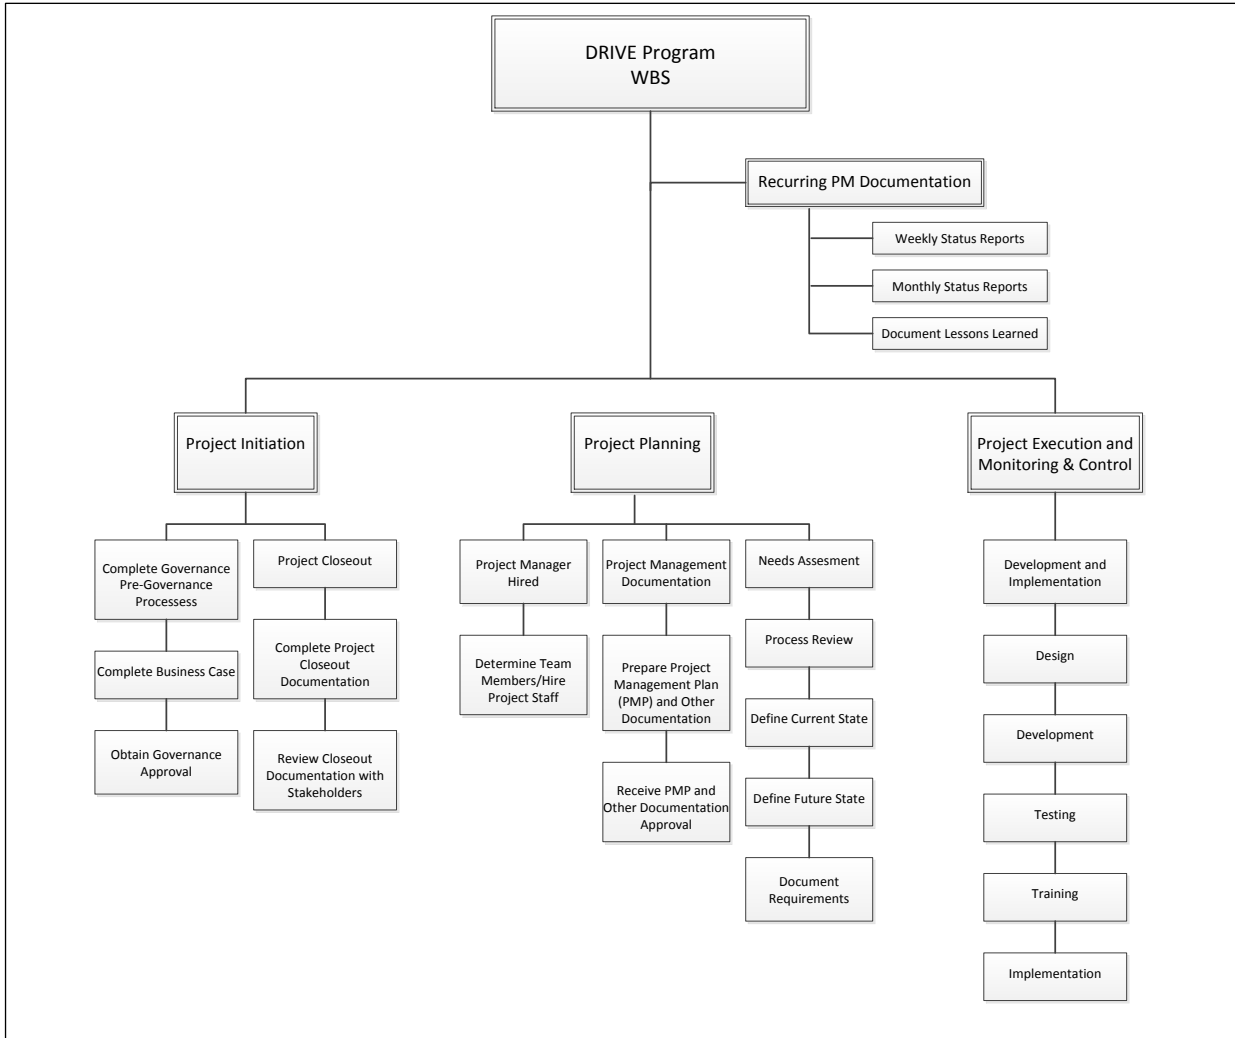 DRIVE Program
WBS
Recurring PM Documentation
Weekly Status Reports
Monthly Status Reports
Document Lessons Learned
Project Initiation
Project Planning
Project Execution and
Monitoring & Control
Complete Governance
Pre-Governance
Processess
Complete Business Case
Obtain Governance
Approval
Project Closeout
Complete Project
Closeout
Documentation
Review Closeout
Documentation with
Stakeholders
Project Manager
Hired
Determine Team
Members/Hire
Project Staff
Project Management
Documentation
Prepare Project
Management Plan
(PMP) and Other
Documentation
Receive PMP and
Other Documentation
Approval
Needs Assesment
Process Review
Define Current State
Define Future State
Document
Requirements
Development and
Implementation
Design
Development
Testing
Training
Implementation